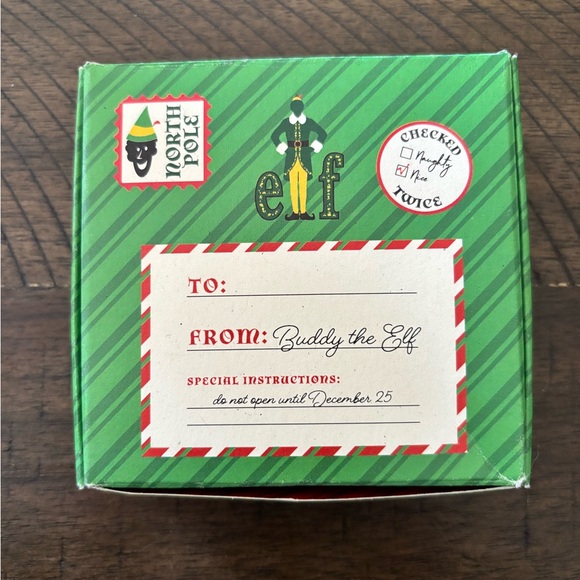 NORTH
POLE
elf
CHECKED
Naughty
Nice
TWICE
TO:
FROM: Buddy the Elf
SPECIAL INSTRUCTIONS:
do not open until December 25